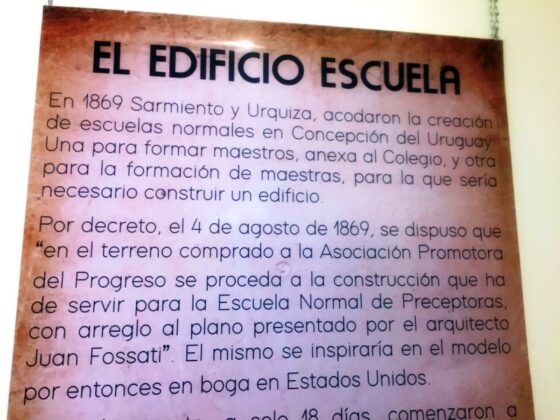 EL EDIFICIO ESCUELA
En 1869 Sarmiento y Urquiza, acodaron la creación
de escuelas normales en Concepción del Uruguay
Una para formar maestros, anexa al Colegio, y otra
para la formación de maestras, para la que sería
necesario construir un edificio.
Por decreto, el 4 de agosto de 1869, se dispuso que
“en el terreno comprado a la Asociación Promotora
del Progreso se proceda a la construcción que ha
de servir para la Escuela Normal de Preceptoras,
con arreglo al plano presentado por el arquitecto
Juan Fossati”. El mismo se inspiraría en el modelo
por entonces en boga en Estados Unidos.
a solo 18 días, comenzaron a